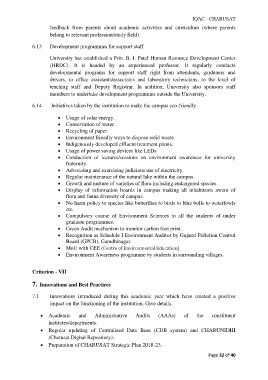 IQAC - CHARUSAT
feedback from parents about academic activities and curriculum (where parents
belong to relevant profession/study field).
6.13 Development programmes for support staff
University has established a Prin. B. I. Patel Human Resource Development Center
(HRDC). It is headed by an experienced professor. It regularly conducts
developmental programs for support staff right from attendants, gardeners and
drivers, to office assistants/associates and laboratory technicians, to the level of
teaching staff and Deputy Registrar. In addition, University also sponsors staff
members to undertake development programmes outside the University.
6.14 Initiatives taken by the institution to make the campus eco-friendly
• Usage of solar energy.
• Conservation of water.
• Recycling of paper.
• Environment friendly ways to dispose solid waste.
• Indigenously developed effluent treatment plants.
• Usage of power saving devices like LEDs
• Conduction of lectures/sessions on environment awareness for university
fraternity.
• Advocating and exercising judicious use of electricity.
• Regular maintenance of the natural lake within the campus.
• Growth and nurture of varieties of flora including endangered species.
• Display of information boards in campus making all inhabitants aware of
flora and fauna diversity of campus.
• No-harm policy to species like butterflies to birds to blue bulls to waterfowls
etc.
• Compulsory course of Environment Sciences to all the students of under
graduate programmes.
• Green Audit mechanism to monitor carbon foot print.
• Recognition as Schedule I Environment Auditor by Gujarat Pollution Control
Board (GPCB), Gandhinagar
• MoU with CEE (Centre of Environmental Education)
• Environment Awareness programme by students in surrounding villages.
Criterion - VII
7. Innovations and Best Practices
7.1 Innovations introduced during this academic year which have created a positive
impact on the functioning of the institution. Give details.
• Academic and Administrative Audits (AAAs) of the constituent
institutes/departments.
• Regular updating of Centralized Data Base (CDB system) and CHARUNIDHI
(Charusat Digital Repository).
• Preparation of CHARUSAT Strategic Plan 2018-23.
Page 32 of 40